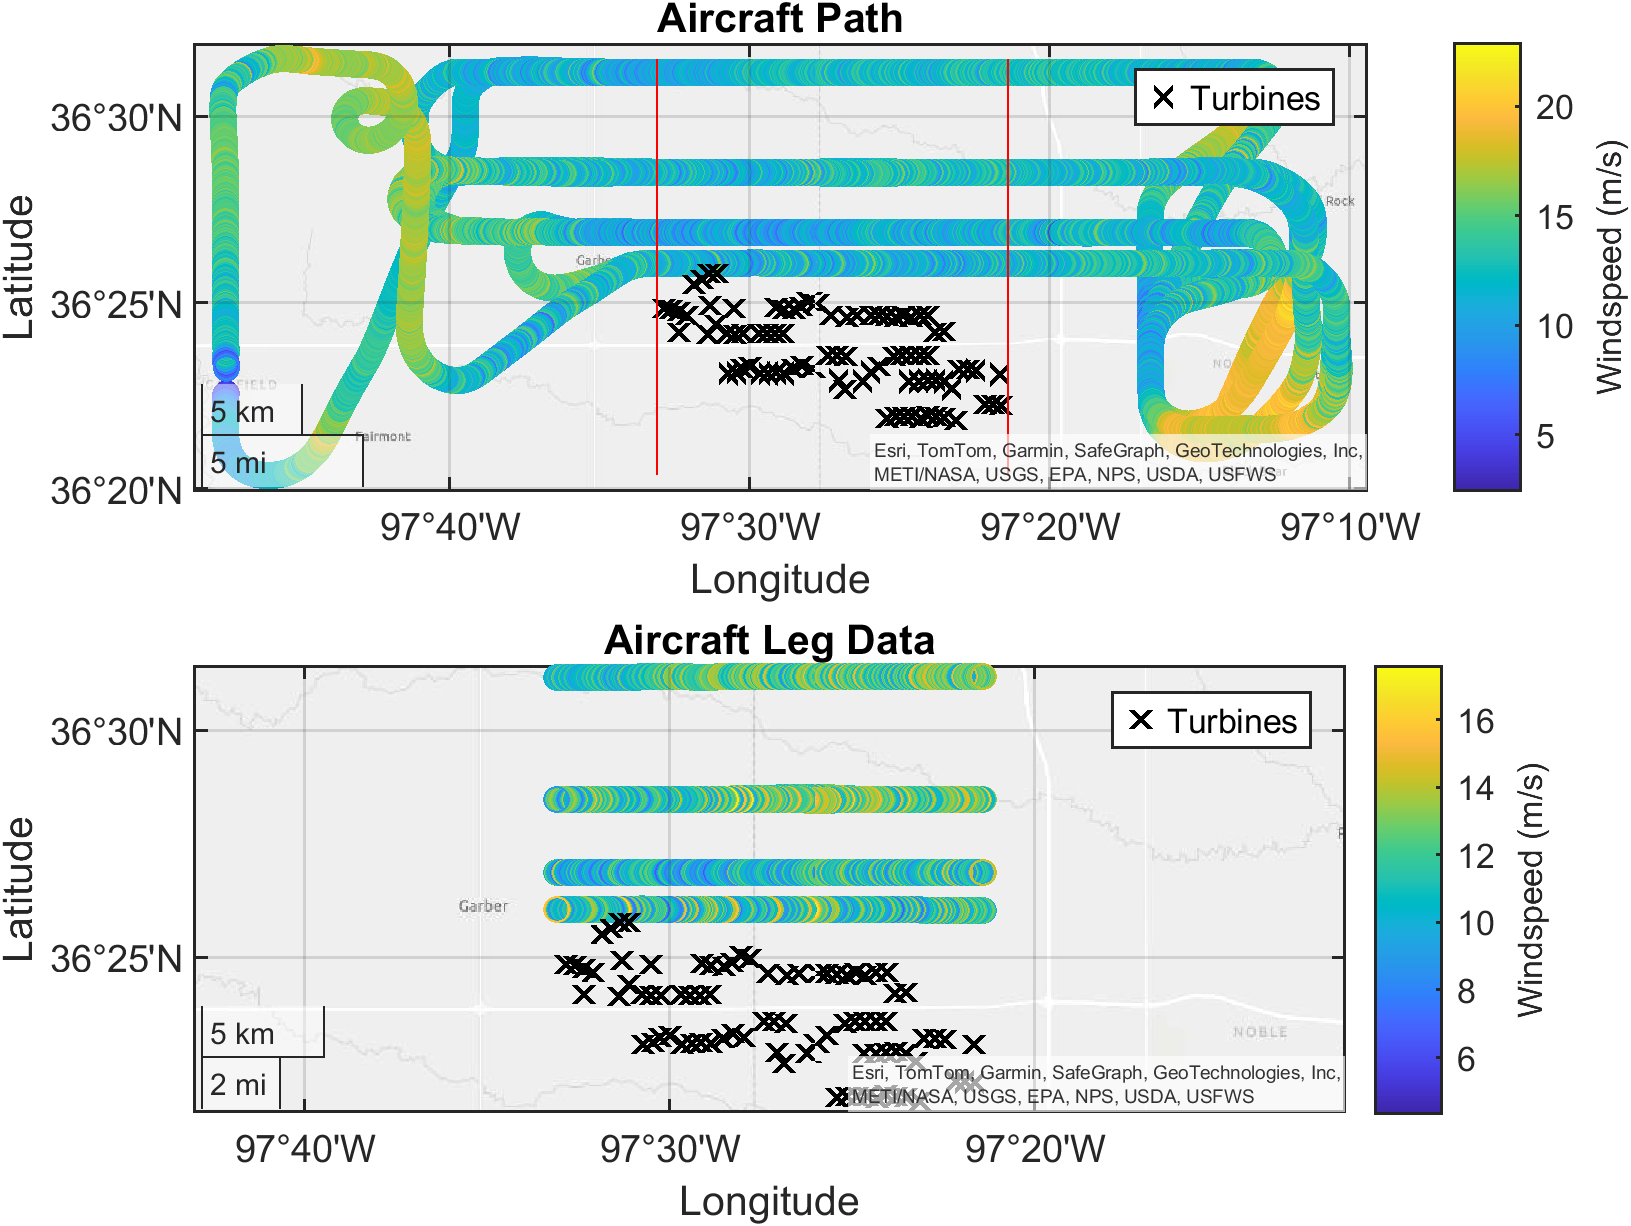 Aircraft Path
36°30'N
36°25'N
36°20'N
Latitude
97°40'W
97°30'W
97°20'W
97°10'W
Longitude
Turbines
Garber
Rock
Fairmont
5 km
5 mi
Esri, TomTom, Garmin, SafeGraph, GeoTechnologies, Inc,
METI/NASA, USGS, EPA, NPS, USDA, USFWS
20
15
10
5
Windspeed (m/s)
Aircraft Leg Data
36°30'N
36°25'N
Latitude
97°40'W
97°30'W
97°20'W
Longitude
Turbines
Garber
NOBLE
5 km
2 mi
Esri, TomTom, Garmin, SafeGraph, GeoTechnologies, Inc,
METI/NASA, USGS, EPA, NPS, USDA, USFWS
16
14
12
10
8
6
Windspeed (m/s)